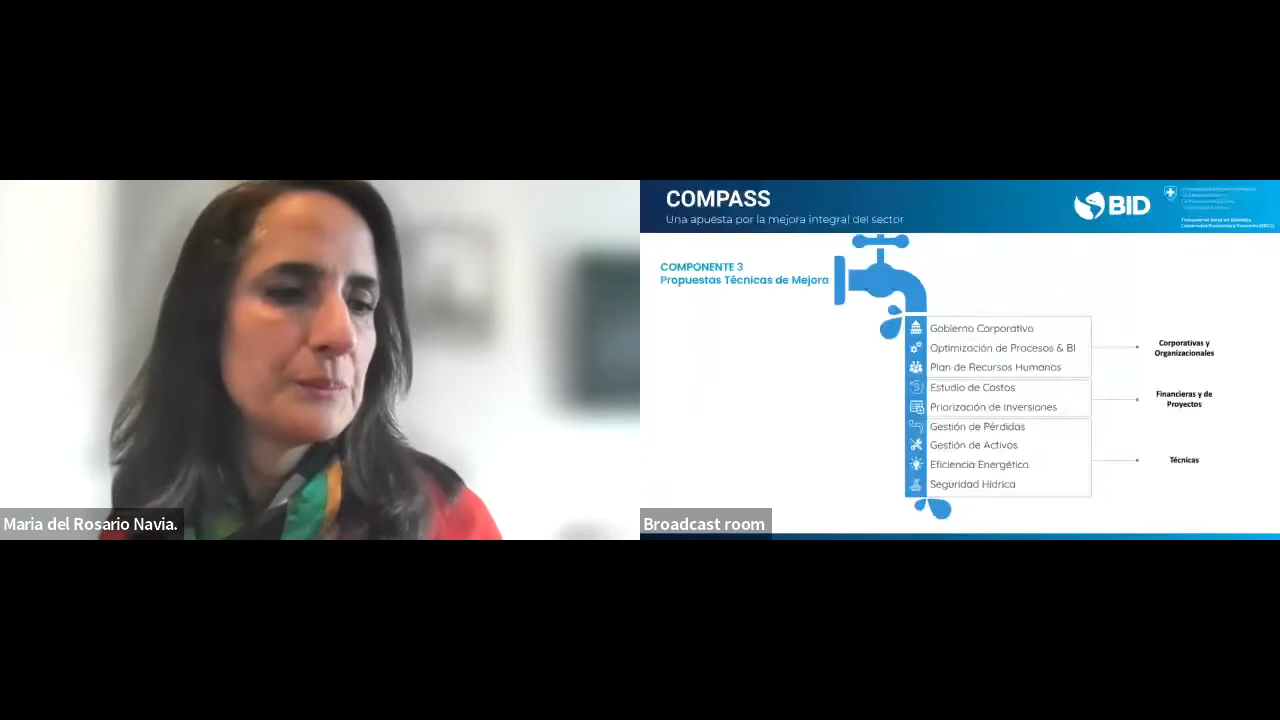 Maria del Rosario Navia.
COMPASS
Una apuesta por la mejora integral del sector
BID
COMPONENTE 3
Propuestas Técnicas de Mejora
Gobierno Corporativo
Optimización de Procesos & BI
Plan de Recursos Humanos
Estudio de Costos
Priorización de Inversiones
Gestión de Pérdidas
Gestión de Activos
Eficiencia Energética
Seguridad Hídrica
Corporativas y
Organizacionales
Financieras y de
Proyectos
Técnicas
Broadcast room